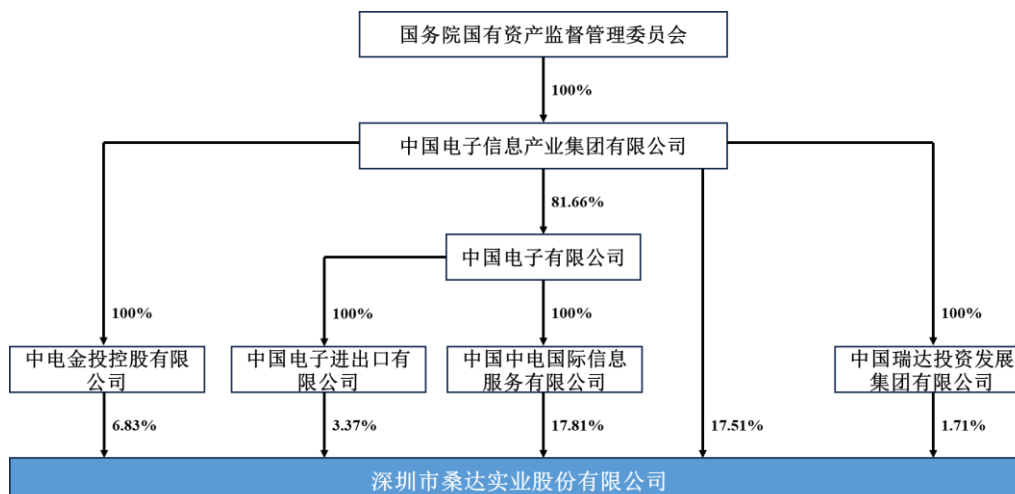 国务院国有资产监督管理委员会
100%
中国电子信息产业集团有限公司
81.66%
中国电子有限公司
100%
100%
100%
100%
中电金投控股有限
公司
中国电子进出口有
限公司
中国中电国际信息
服务有限公司
中国瑞达投资发展
集团有限公司
6.83%
3.37%
17.81%
17.51%
1.71%
深圳市桑达实业股份有限公司